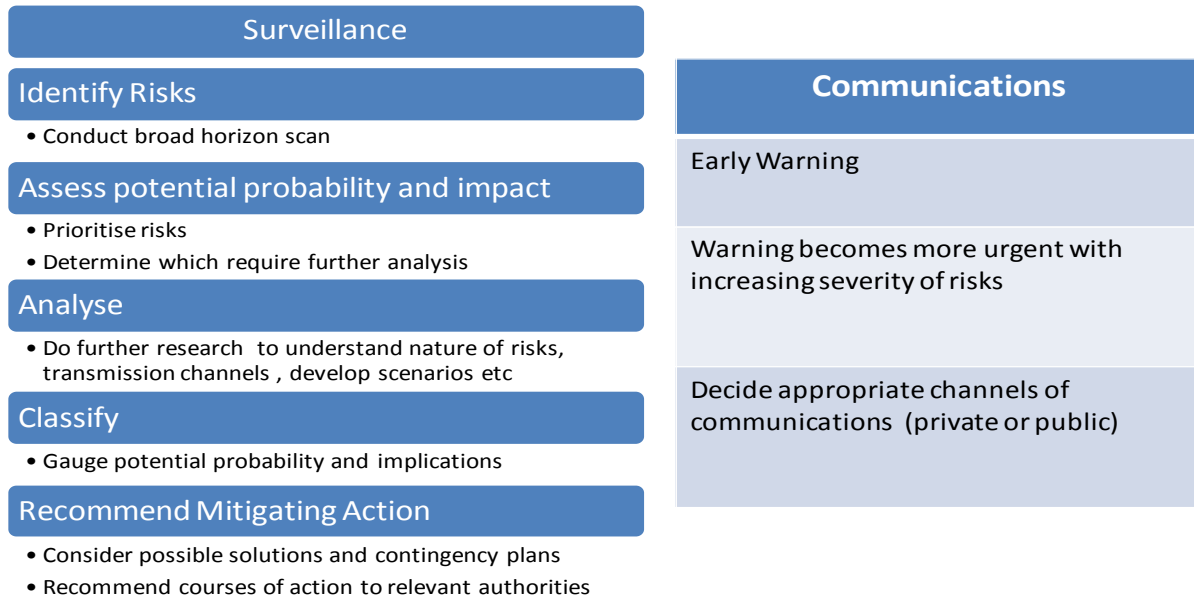 Surveillance
Identify Risks
• Conduct broad horizon scan
Assess potential probability and impact
• Prioritise risks
• Determine which require further analysis
Analyse
• Do further research to understand nature of risks,
transmission channels , develop scenarios etc
Classify
• Gauge potential probability and implications
Recommend Mitigating Action
• Consider possible solutions and contingency plans
• Recommend courses of action to relevant authorities
Communications
Early Warning
Warning becomes more urgent with
increasing severity of risks
Decide appropriate channels of
communications (private or public)